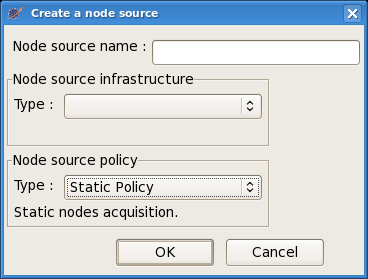 Create a node source
Node source name :
Node source infrastructure
Type :
Node source policy
Type : Static Policy
Static nodes acquisition.
OK Cancel